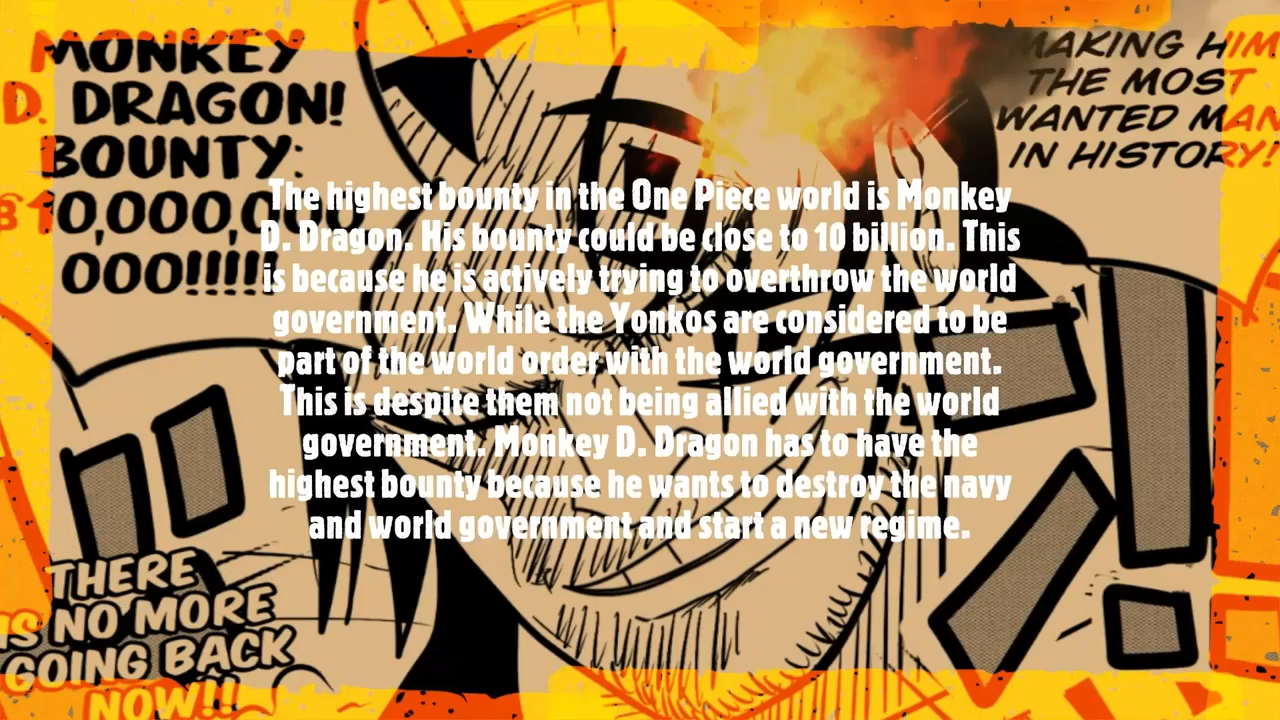 MONKEY
D. DRAGON!
BOUNTY:
000!!!!
MAKING HIM
THE MOST
WANTED MAN
IN HISTORY!
The highest bounty in the One Piece world is Monkey
D. Dragon. His bounty could be close to 10 billion. This
is because he is actively trying to overthrow the world
government. While the Yonkos are considered to be
part of the world order with the world government.
This is despite them not being allied with the world
government. Monkey D. Dragon has to have the
highest bounty because he wants to destroy the navy
and world government and start a new regime.
THERE
IS NO MORE
GOING BACK
NOW!!